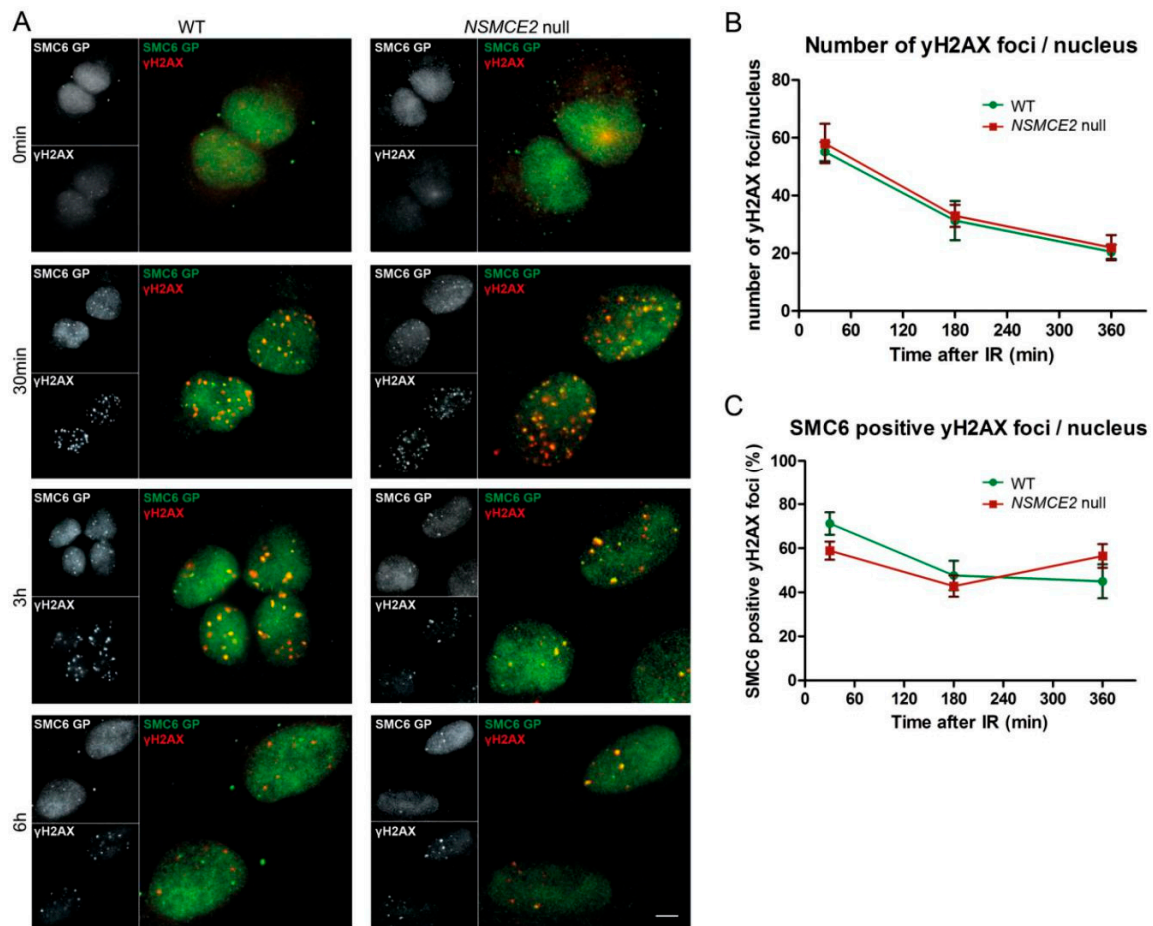 A
WT
NSMCE2 null
0min
SMC6 GP
γH2AX
SMC6 GP
γH2AX
SMC6 GP
γH2AX
SMC6 GP
γH2AX
30min
SMC6 GP
γH2AX
SMC6 GP
γH2AX
SMC6 GP
γH2AX
SMC6 GP
γH2AX
3h
SMC6 GP
γH2AX
SMC6 GP
γH2AX
SMC6 GP
γH2AX
SMC6 GP
γH2AX
6h
SMC6 GP
γH2AX
SMC6 GP
γH2AX
SMC6 GP
γH2AX
SMC6 GP
γH2AX
B
Number of yH2AX foci / nucleus
number of yH2AX foci/nucleus
80
60
40
20
0
WT
NSMCE2 null
0 60 120 180 240 300 360
Time after IR (min)
C
SMC6 positive yH2AX foci / nucleus
SMC6 positive yH2AX foci (%)
100
80
60
40
20
0
WT
NSMCE2 null
0 60 120 180 240 300 360
Time after IR (min)